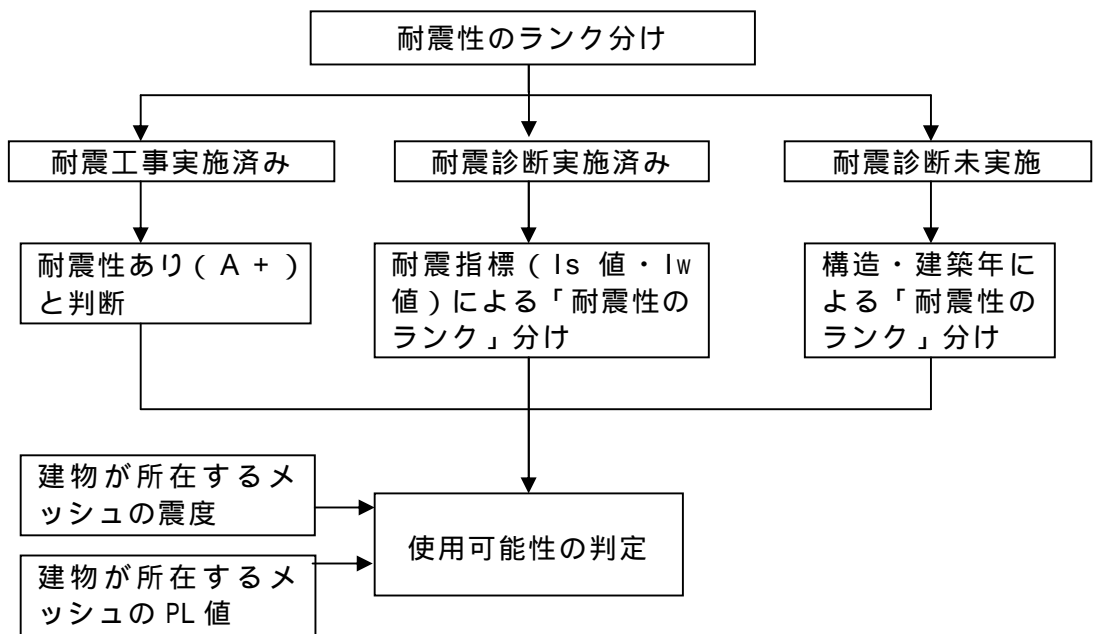 耐震性のランク分け
耐震工事実施済み
耐震診断実施済み
耐震診断未実施
耐震性あり（A+）
と判断
耐震指標（Is 値・Iw
値）による「耐震性の
ランク」分け
構造・建築年に
よる「耐震性の
ランク」分け
建物が所在するメ
ッシュの震度
使用可能性の判定
建物が所在するメ
ッシュの PL 値